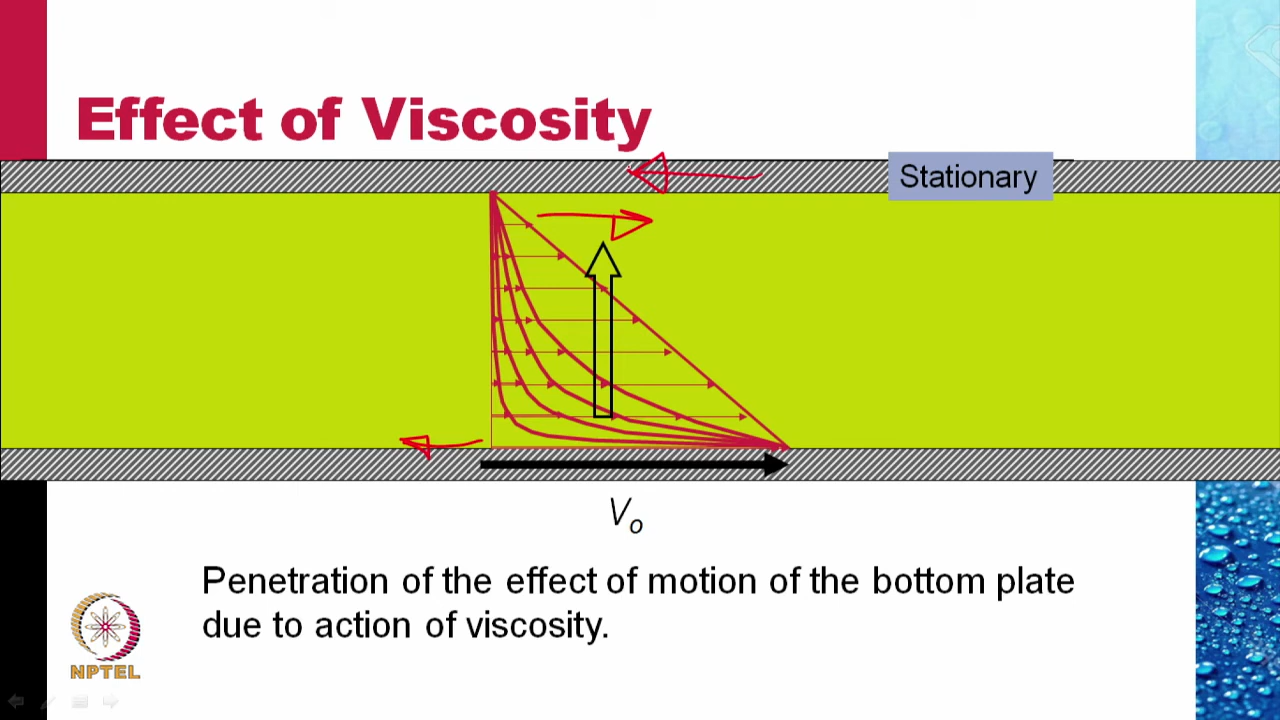 Effect of Viscosity
Stationary
Vo
Penetration of the effect of motion of the bottom plate
due to action of viscosity.
NPTEL